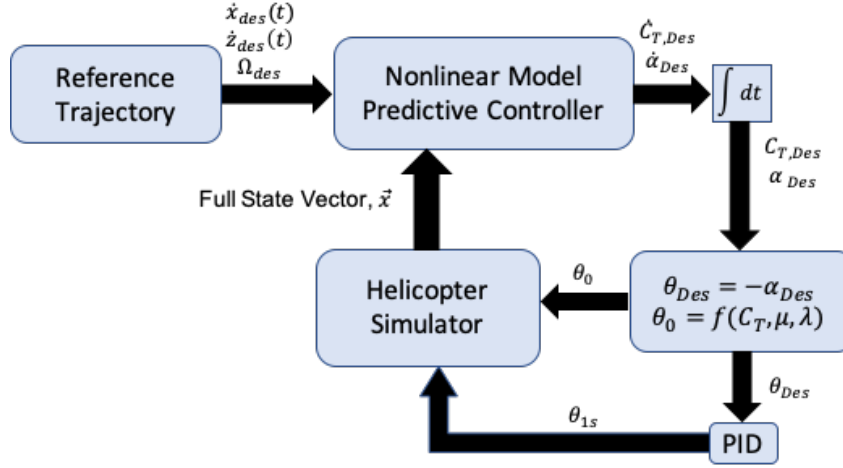 ẋ_des(t)
ż_des(t)
Ω_des
Reference
Trajectory
Nonlinear Model
Predictive Controller
Ċ_T,Des
α̇_Des
∫ dt
C_T,Des
α_Des
Full State Vector, x⃗
Helicopter
Simulator
θ_0
θ_Des = −α_Des
θ_0 = f(C_T, μ, λ)
θ_Des
θ_1s
PID